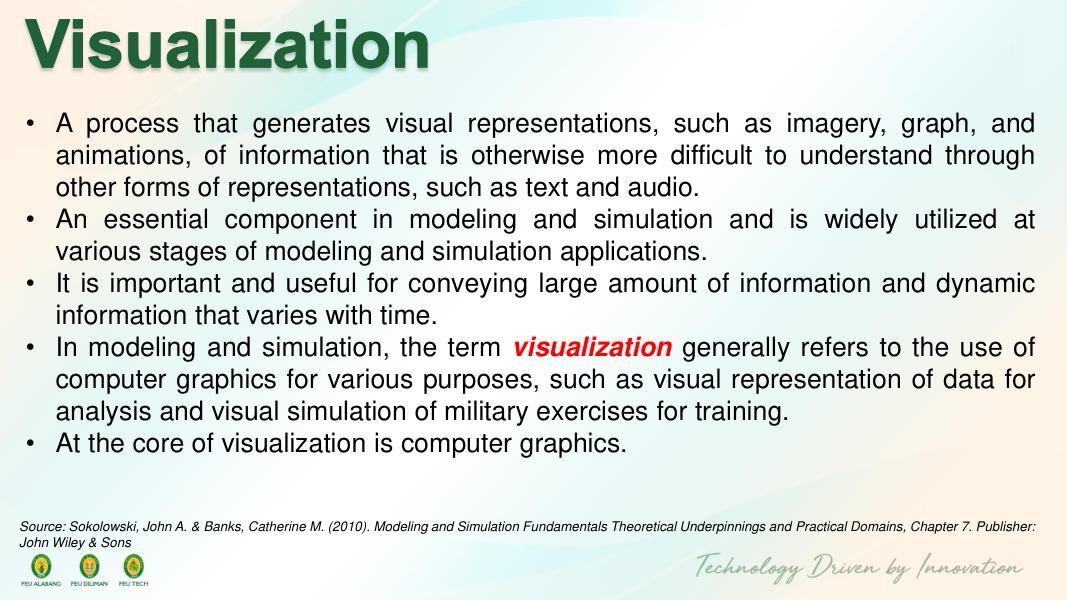 Visualization
• A process that generates visual representations, such as imagery, graph, and
animations, of information that is otherwise more difficult to understand through
other forms of representations, such as text and audio.
• An essential component in modeling and simulation and is widely utilized at
various stages of modeling and simulation applications.
• It is important and useful for conveying large amount of information and dynamic
information that varies with time.
• In modeling and simulation, the term visualization generally refers to the use of
computer graphics for various purposes, such as visual representation of data for
analysis and visual simulation of military exercises for training.
• At the core of visualization is computer graphics.
Source: Sokolowski, John A. & Banks, Catherine M. (2010). Modeling and Simulation Fundamentals Theoretical Underpinnings and Practical Domains, Chapter 7. Publisher:
John Wiley & Sons
FEU ALABANG FEU DILIMAN FEU TECH
Technology Driven by Innovation